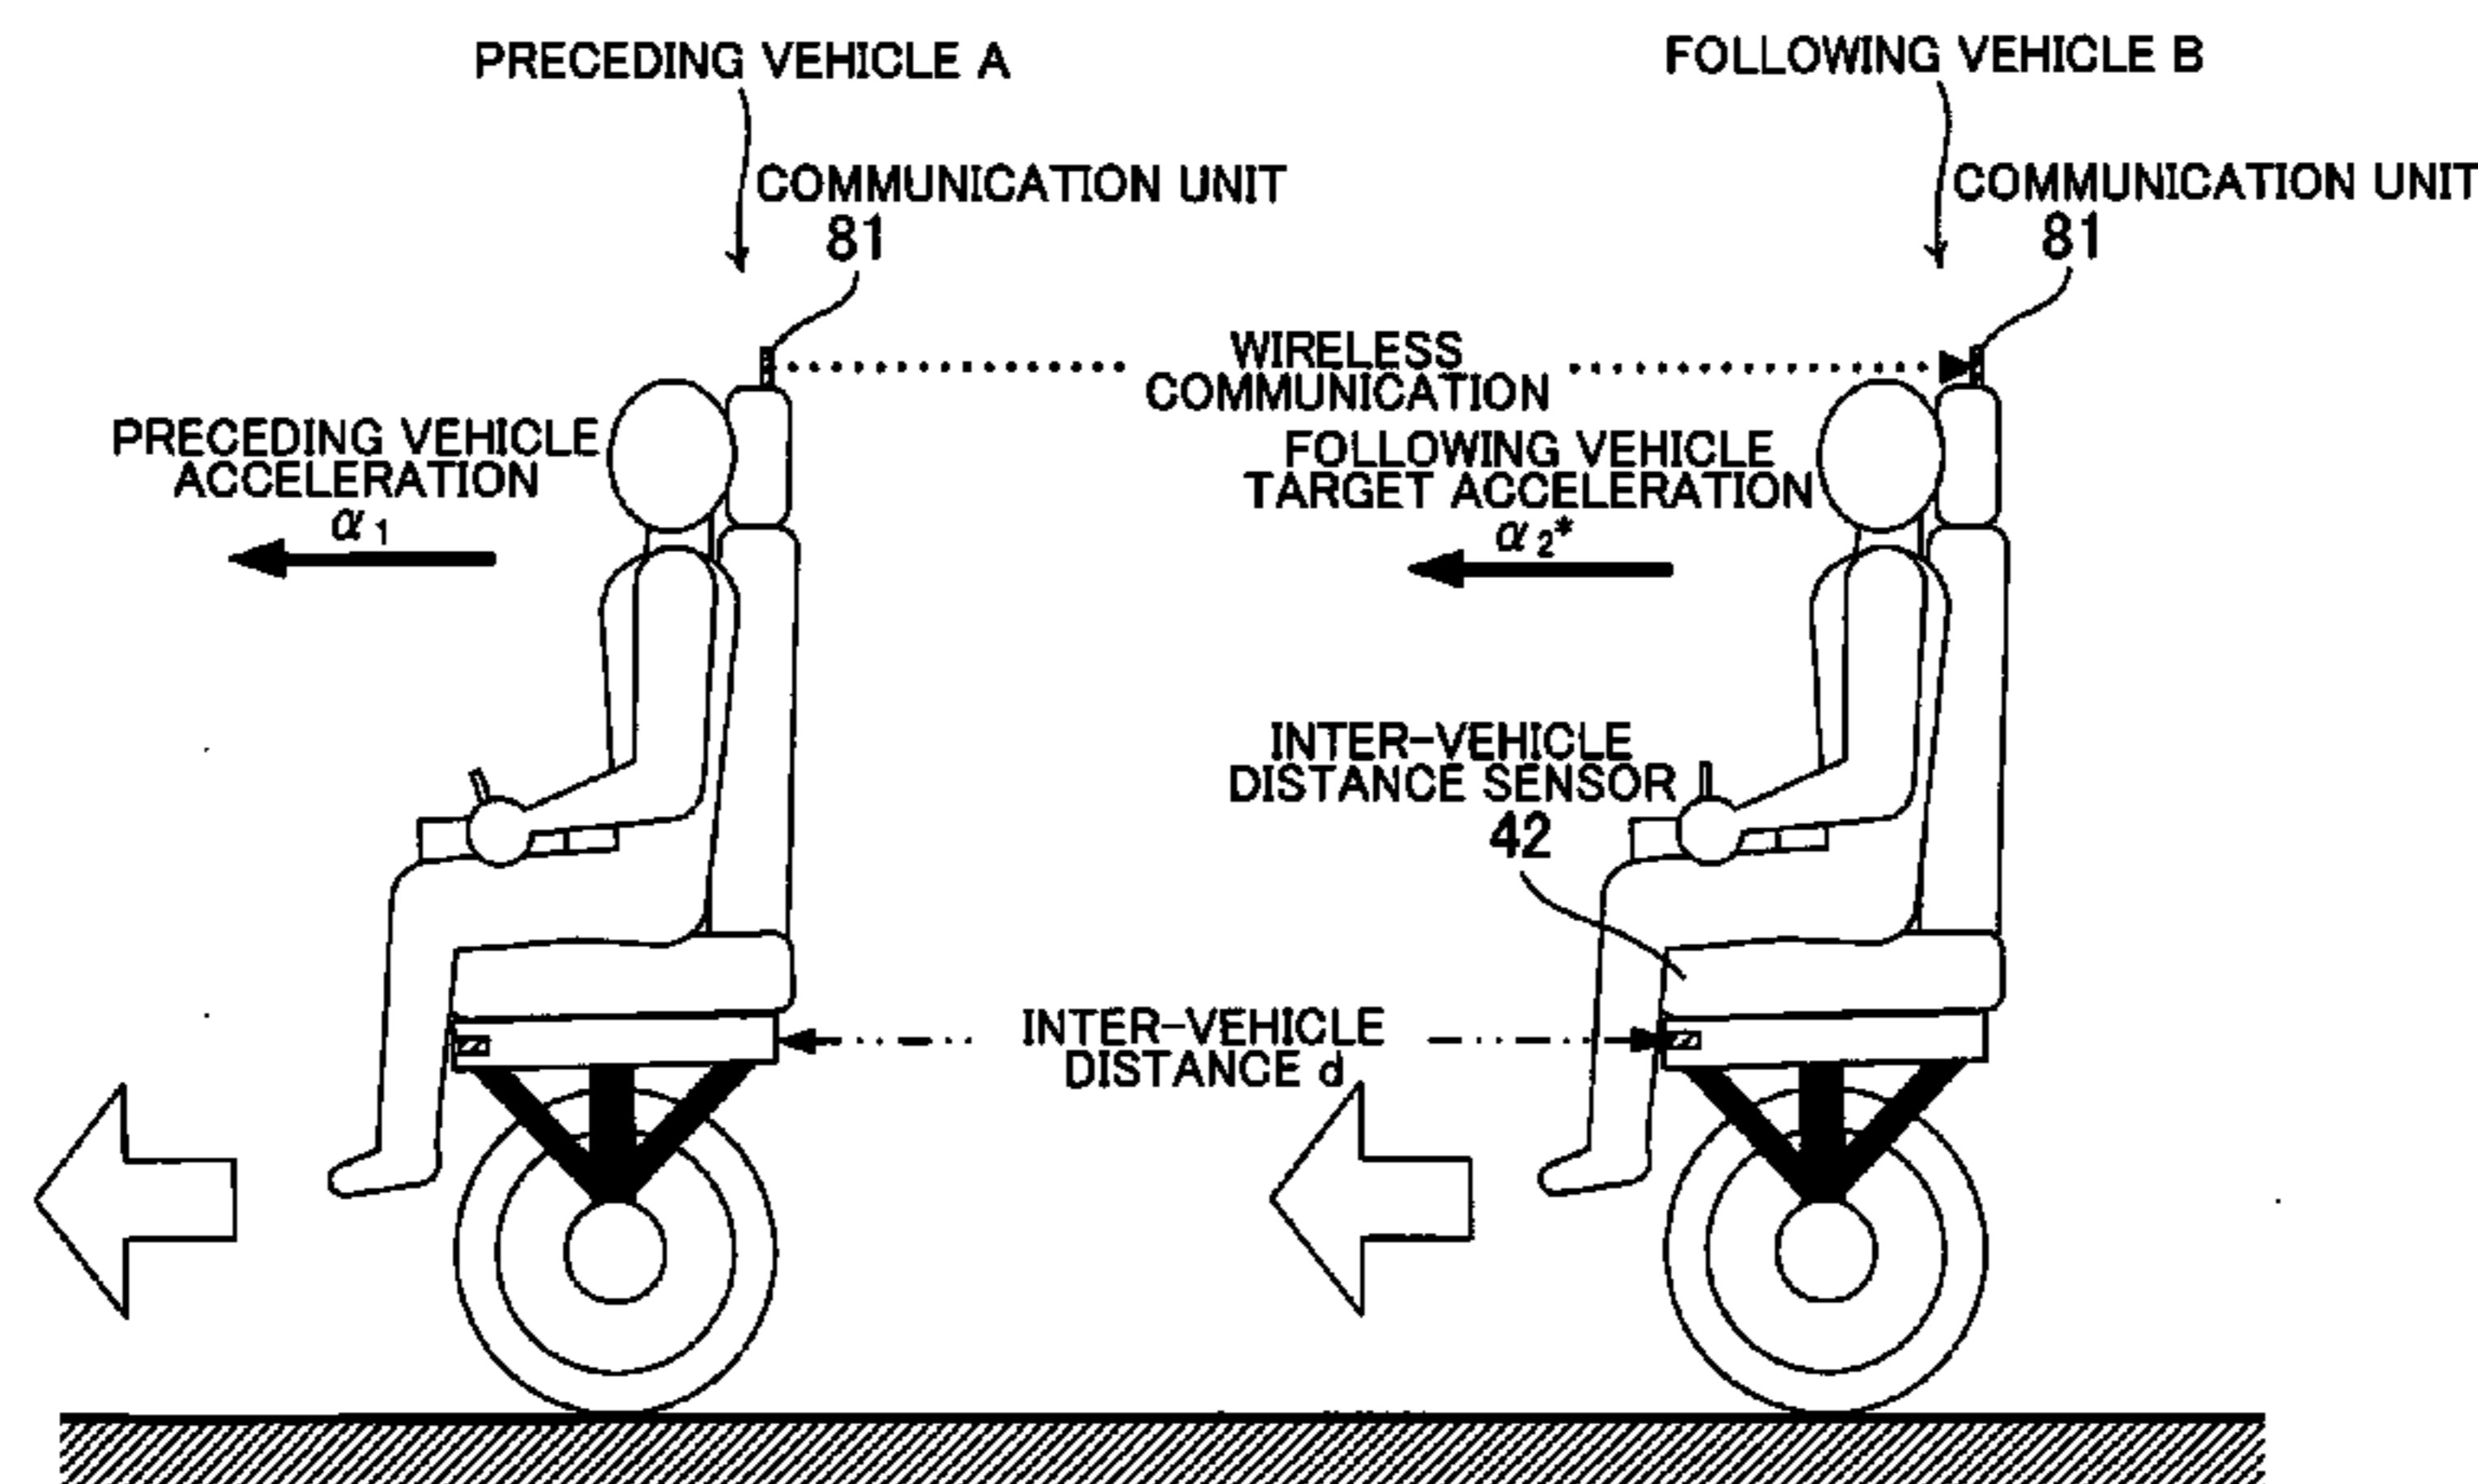 PRECEDING VEHICLE A
FOLLOWING VEHICLE B
COMMUNICATION UNIT
81
COMMUNICATION UNIT
81
WIRELESS
COMMUNICATION
PRECEDING VEHICLE
ACCELERATION
α1
FOLLOWING VEHICLE
TARGET ACCELERATION
α2*
INTER-VEHICLE
DISTANCE SENSOR
42
INTER-VEHICLE
DISTANCE d